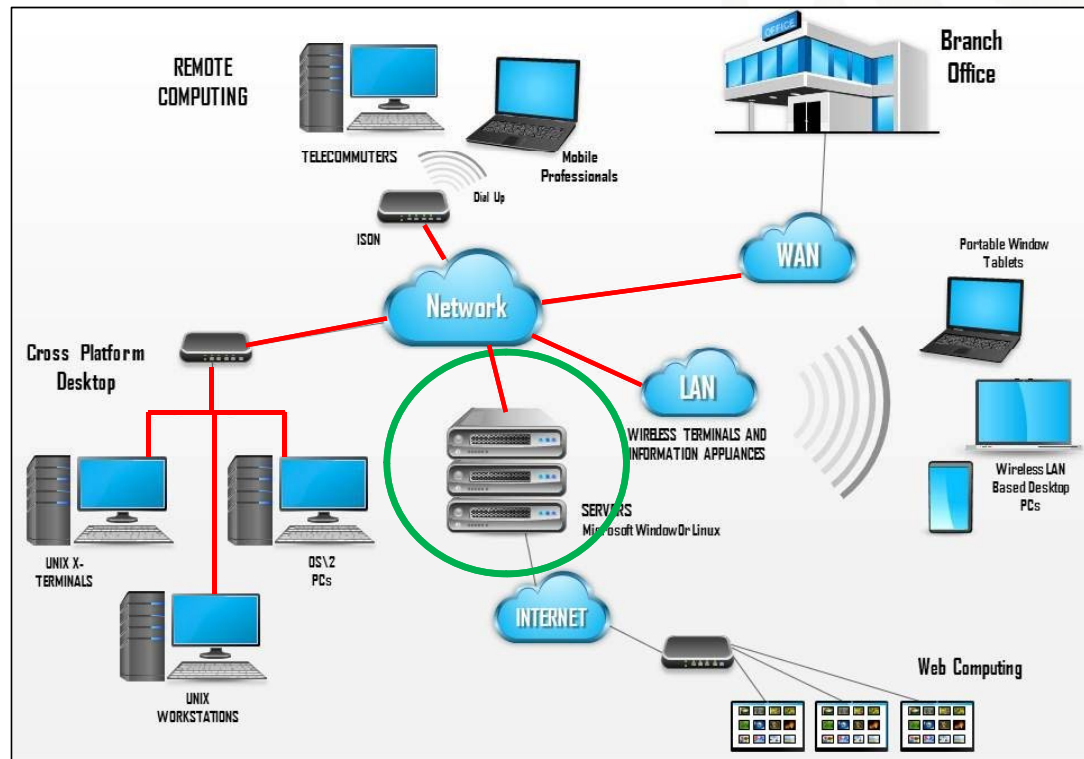 REMOTE
COMPUTING
TELECOMMUTERS
Mobile
Professionals
Dial Up
ISDN
OFFICE
Branch
Office
WAN
Portable Window
Tablets
Network
Cross Platform
Desktop
LAN
WIRELESS TERMINALS AND
INFORMATION APPLIANCES
Wireless LAN
Based Desktop
PCs
SERVERS
Microsoft Window Or Linux
UNIX X-
TERMINALS
OS\2
PCs
UNIX
WORKSTATIONS
INTERNET
Web Computing